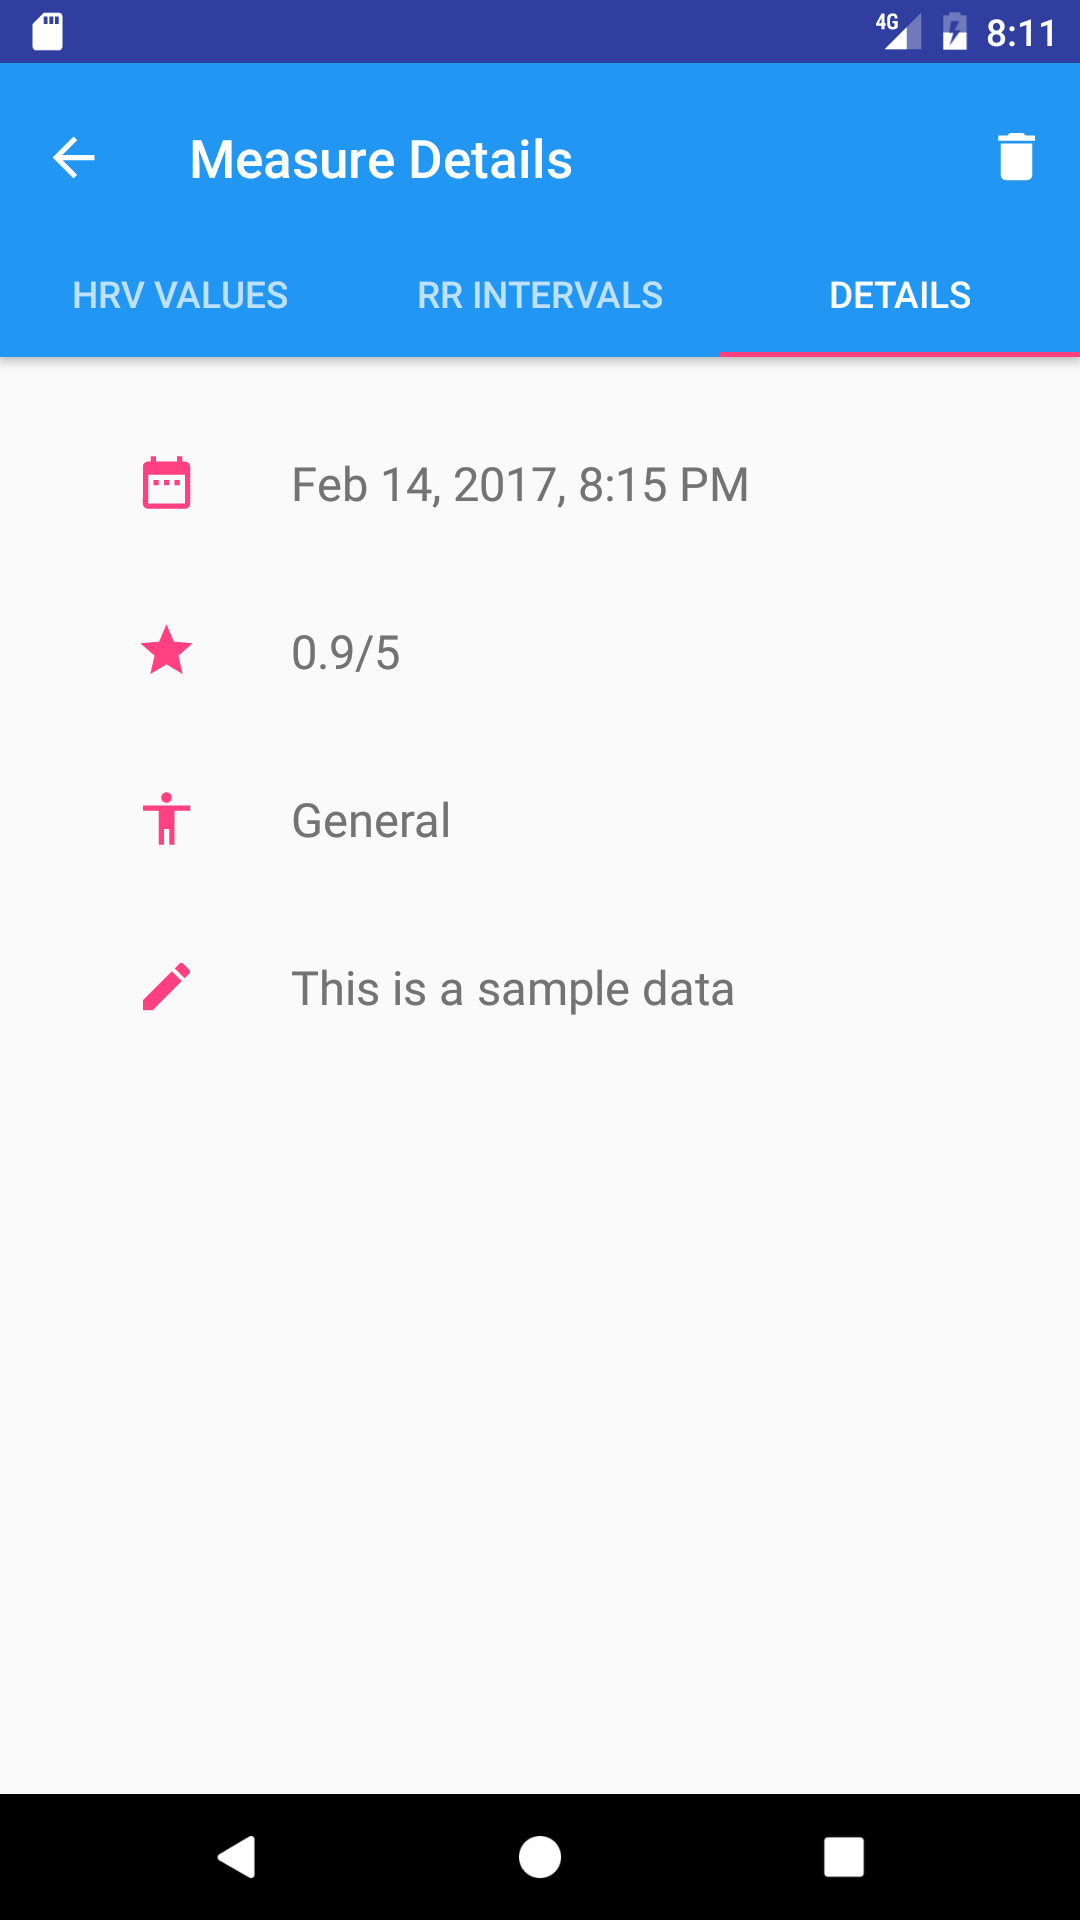 4G 8:11
Measure Details
HRV VALUES RR INTERVALS DETAILS
Feb 14, 2017, 8:15 PM
0.9/5
General
This is a sample data